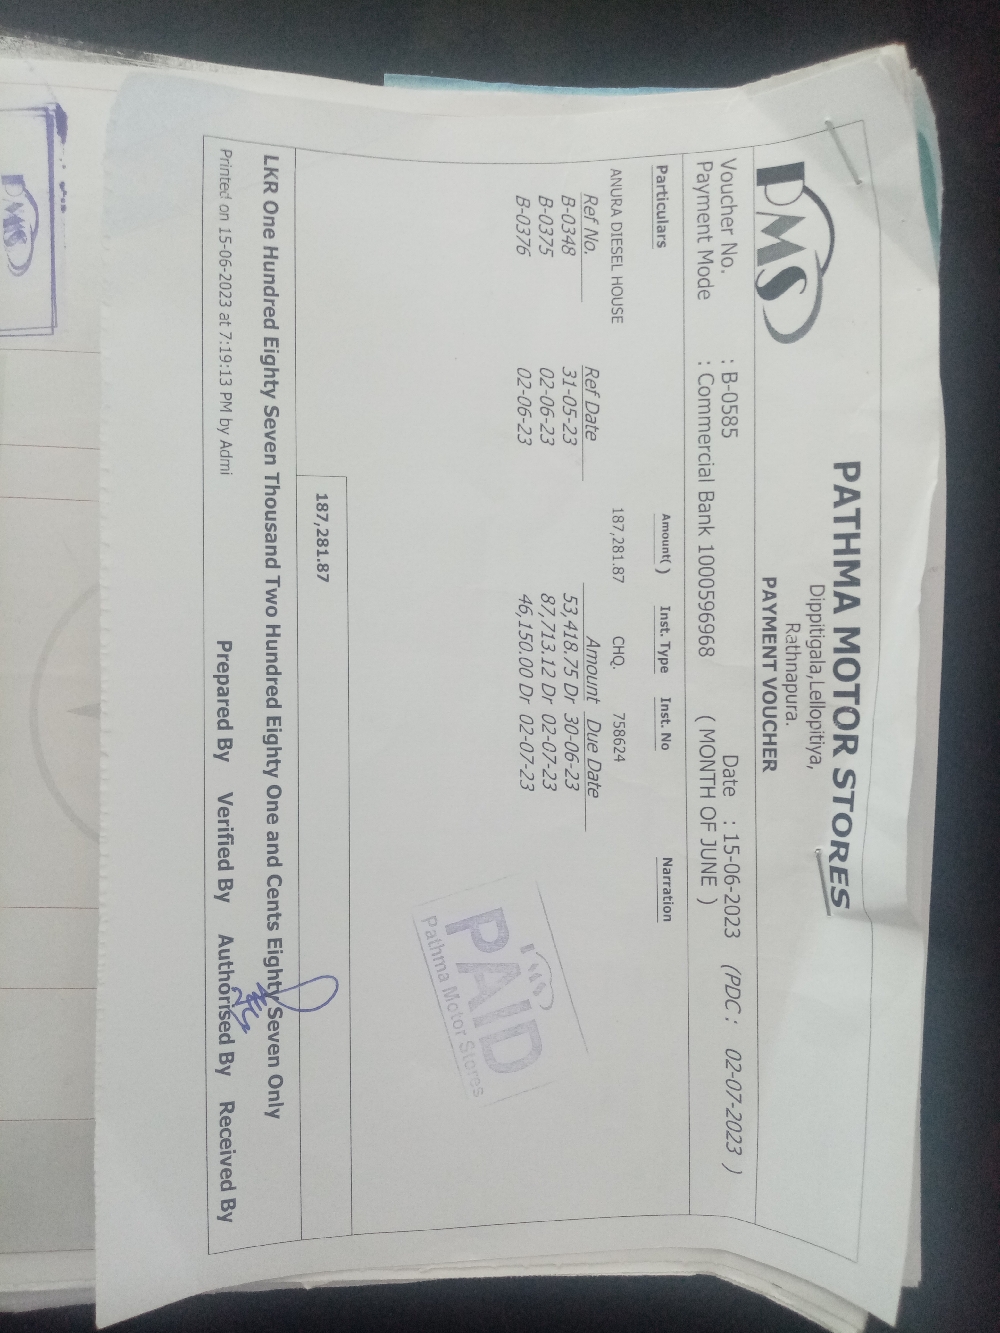 PMS
PATHMA MOTOR STORES
Dippitigala,Lellopitiya,
Rathnapura.
PAYMENT VOUCHER
Voucher No. : B-0585 Date : 15-06-2023 (PDC : 02-07-2023 )
Payment Mode : Commercial Bank 1000596968 ( MONTH OF JUNE )
Particulars Amount( ) Inst. Type Inst. No Narration
ANURA DIESEL HOUSE 187,281.87 CHQ. 758624
Ref No. Ref Date Amount Due Date
B-0348 31-05-23 53,418.75 Dr 30-06-23
B-0375 02-06-23 87,713.12 Dr 02-07-23
B-0376 02-06-23 46,150.00 Dr 02-07-23
PAID
Pathma Motor Stores
187,281.87
LKR One Hundred Eighty Seven Thousand Two Hundred Eighty One and Cents Eighty Seven Only
Printed on 15-06-2023 at 7:19:13 PM by Admi
Prepared By Verified By Authorised By Received By
PMS